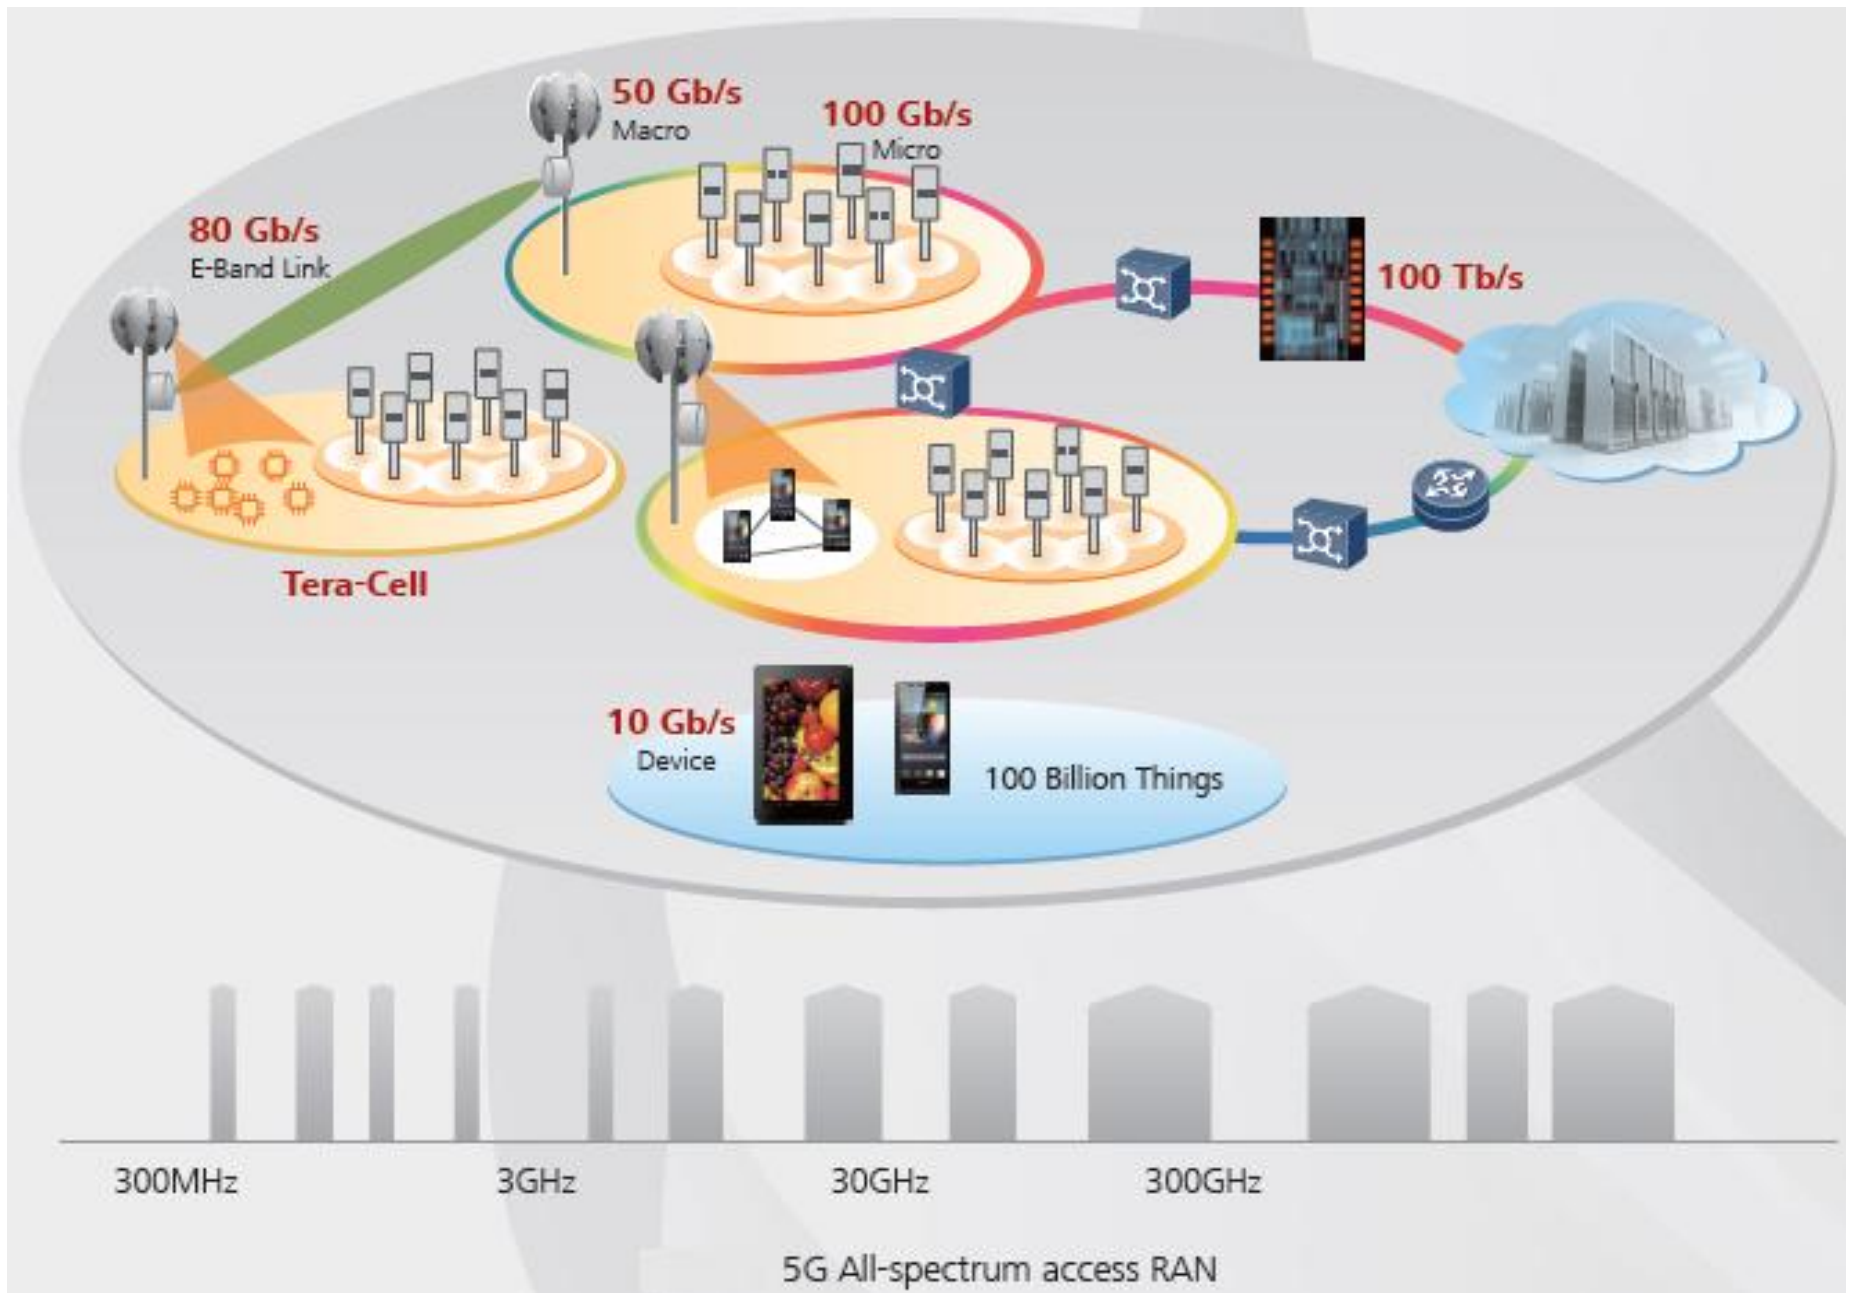 50 Gb/s
Macro
100 Gb/s
Micro
80 Gb/s
E-Band Link
100 Tb/s
Tera-Cell
10 Gb/s
Device
100 Billion Things
300MHz
3GHz
30GHz
300GHz
5G All-spectrum access RAN